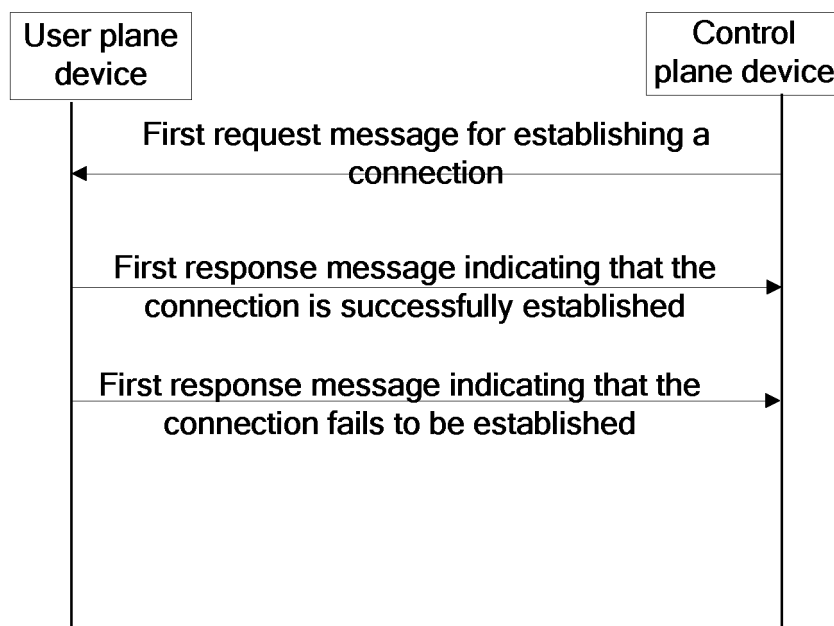 User plane
device
Control
plane device
First request message for establishing a
connection
First response message indicating that the
connection is successfully established
First response message indicating that the
connection fails to be established